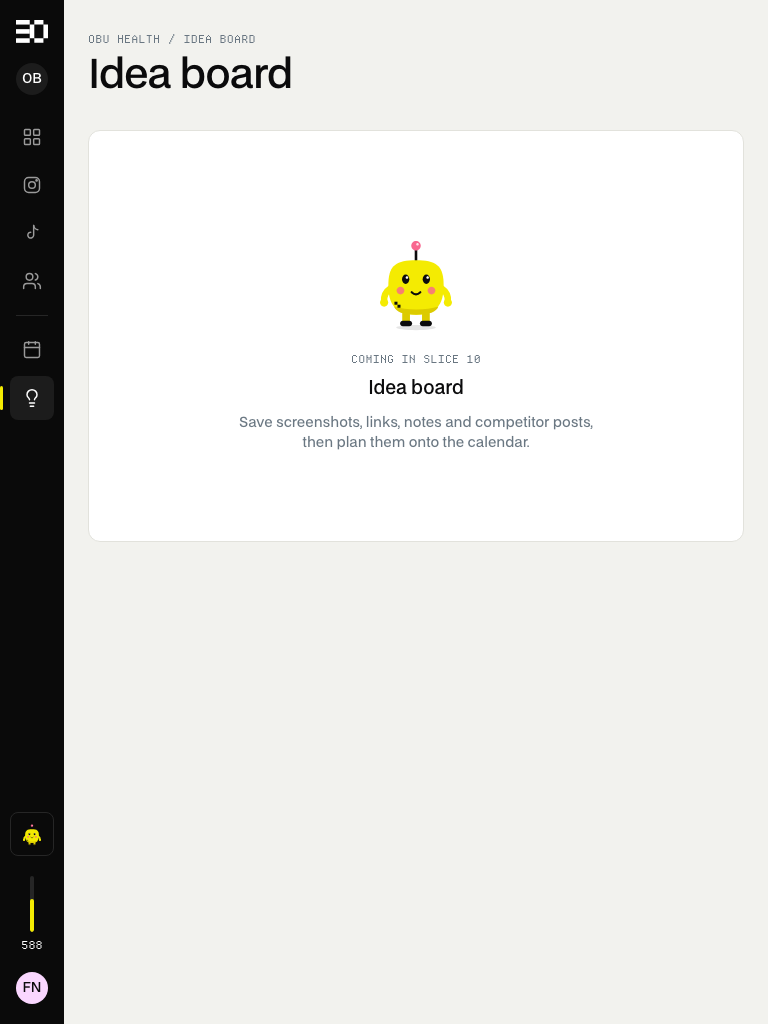 OB
OBU HEALTH / IDEA BOARD
Idea board
COMING IN SLICE 10
Idea board
Save screenshots, links, notes and competitor posts,
then plan them onto the calendar.
588
FN